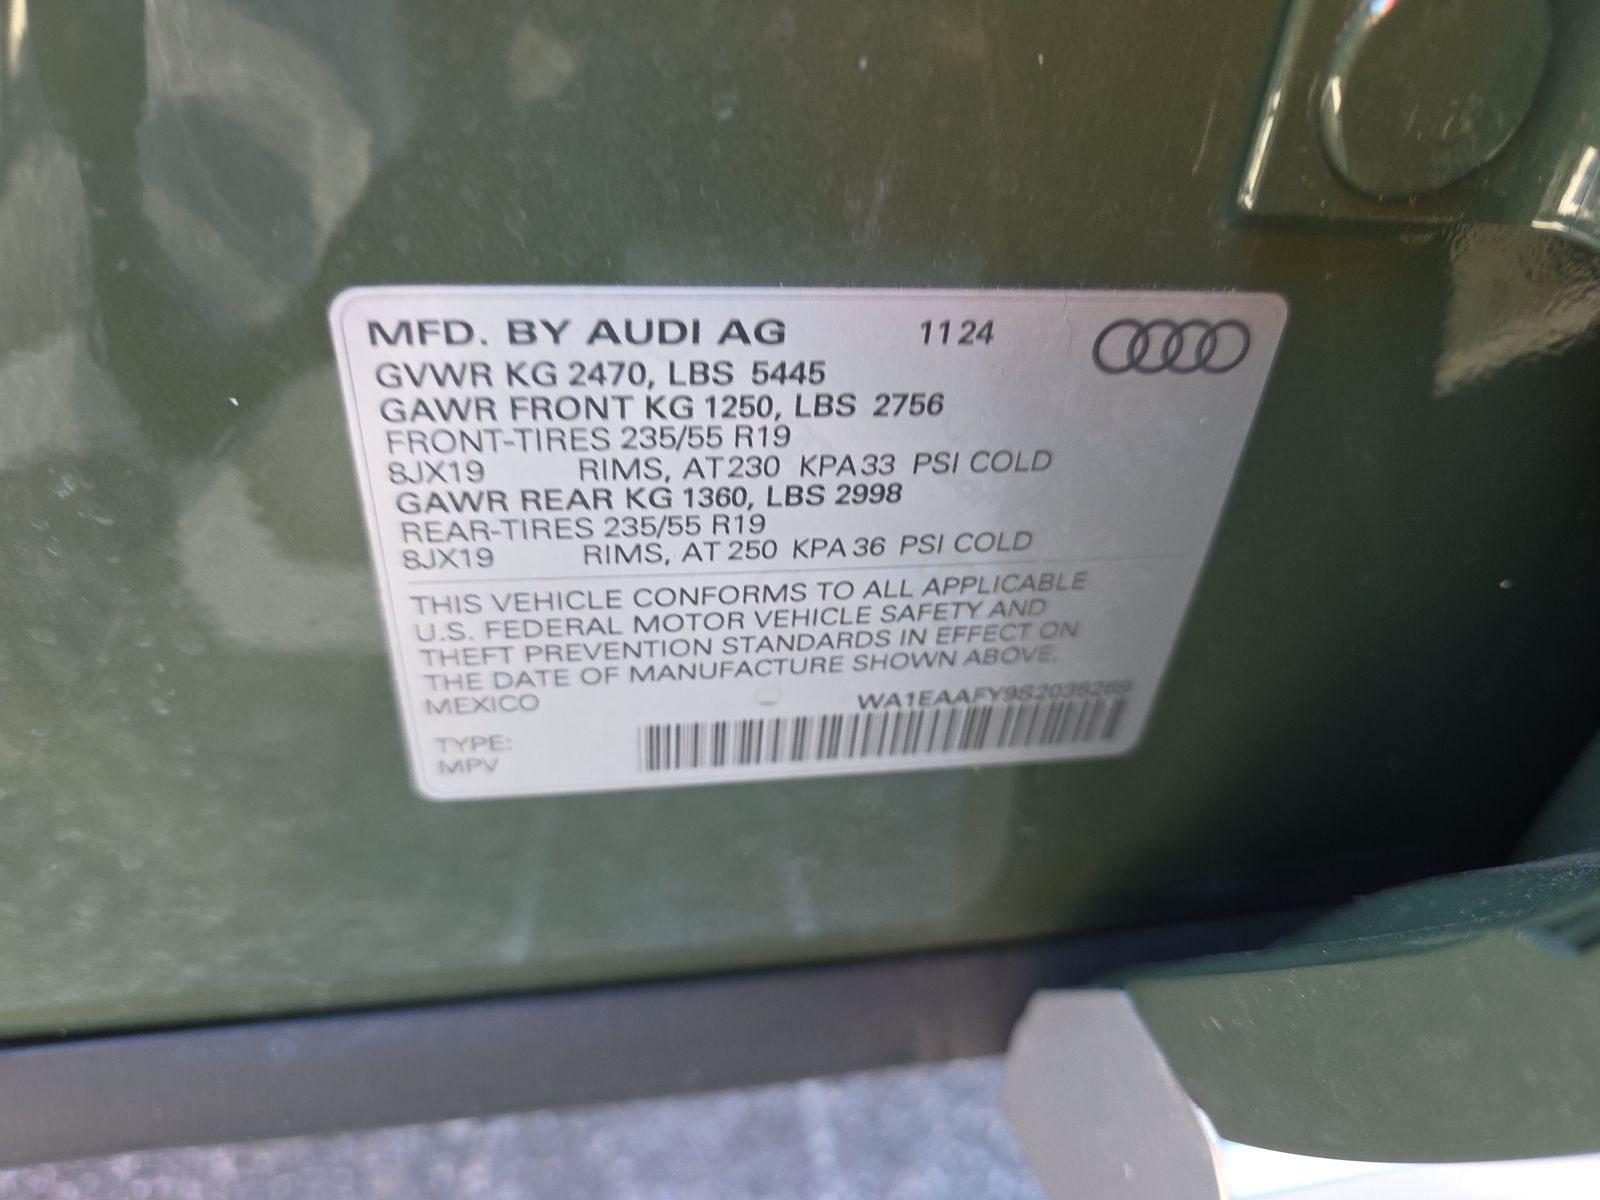 MFD. BY AUDI AG 11 24
GVWR KG 2470, LBS 5445
GAWR FRONT KG 1250, LBS 2756
FRONT-TIRES 235/55 R19
8JX19 RIMS, AT 230 KPA 33 PSI COLD
GAWR REAR KG 1360, LBS 2998
REAR-TIRES 235/55 R19
8JX19 RIMS, AT 250 KPA 36 PSI COLD
THIS VEHICLE CONFORMS TO ALL APPLICABLE
U.S. FEDERAL MOTOR VEHICLE SAFETY AND
THEFT PREVENTION STANDARDS IN EFFECT ON
THE DATE OF MANUFACTURE SHOWN ABOVE.
MEXICO
TYPE:
MPV